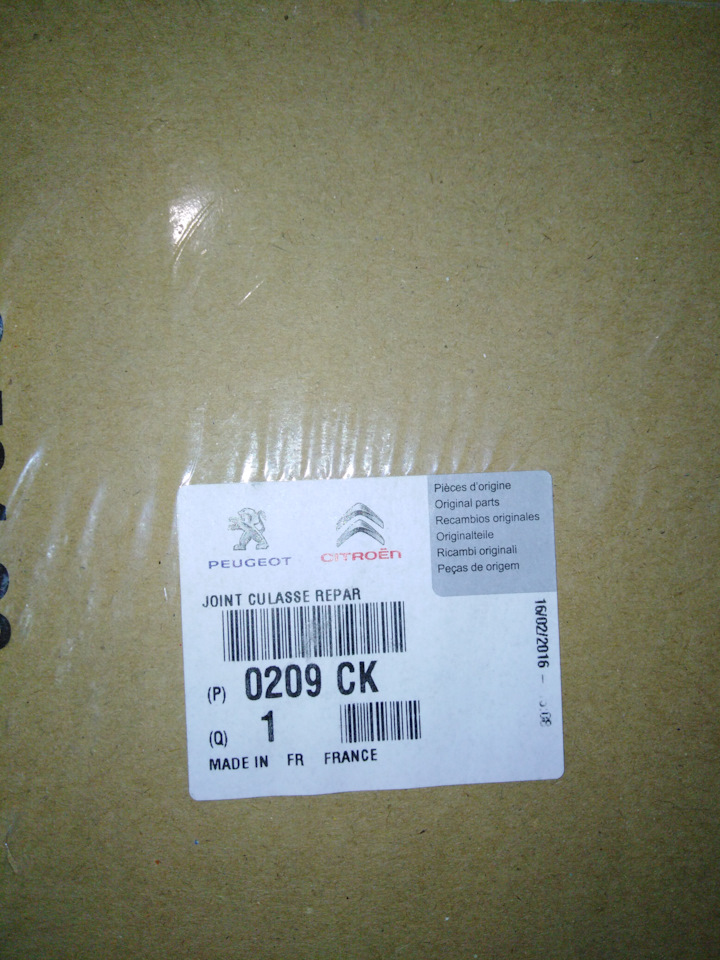 PEUGEOT
CITROËN
Pièces d'origine
Original parts
Recambios originales
Originalteile
Ricambi originali
Peças de origem
JOINT CULASSE REPAR
(P) 0209 CK
(Q) 1
MADE IN FR FRANCE
16/02/2016 -